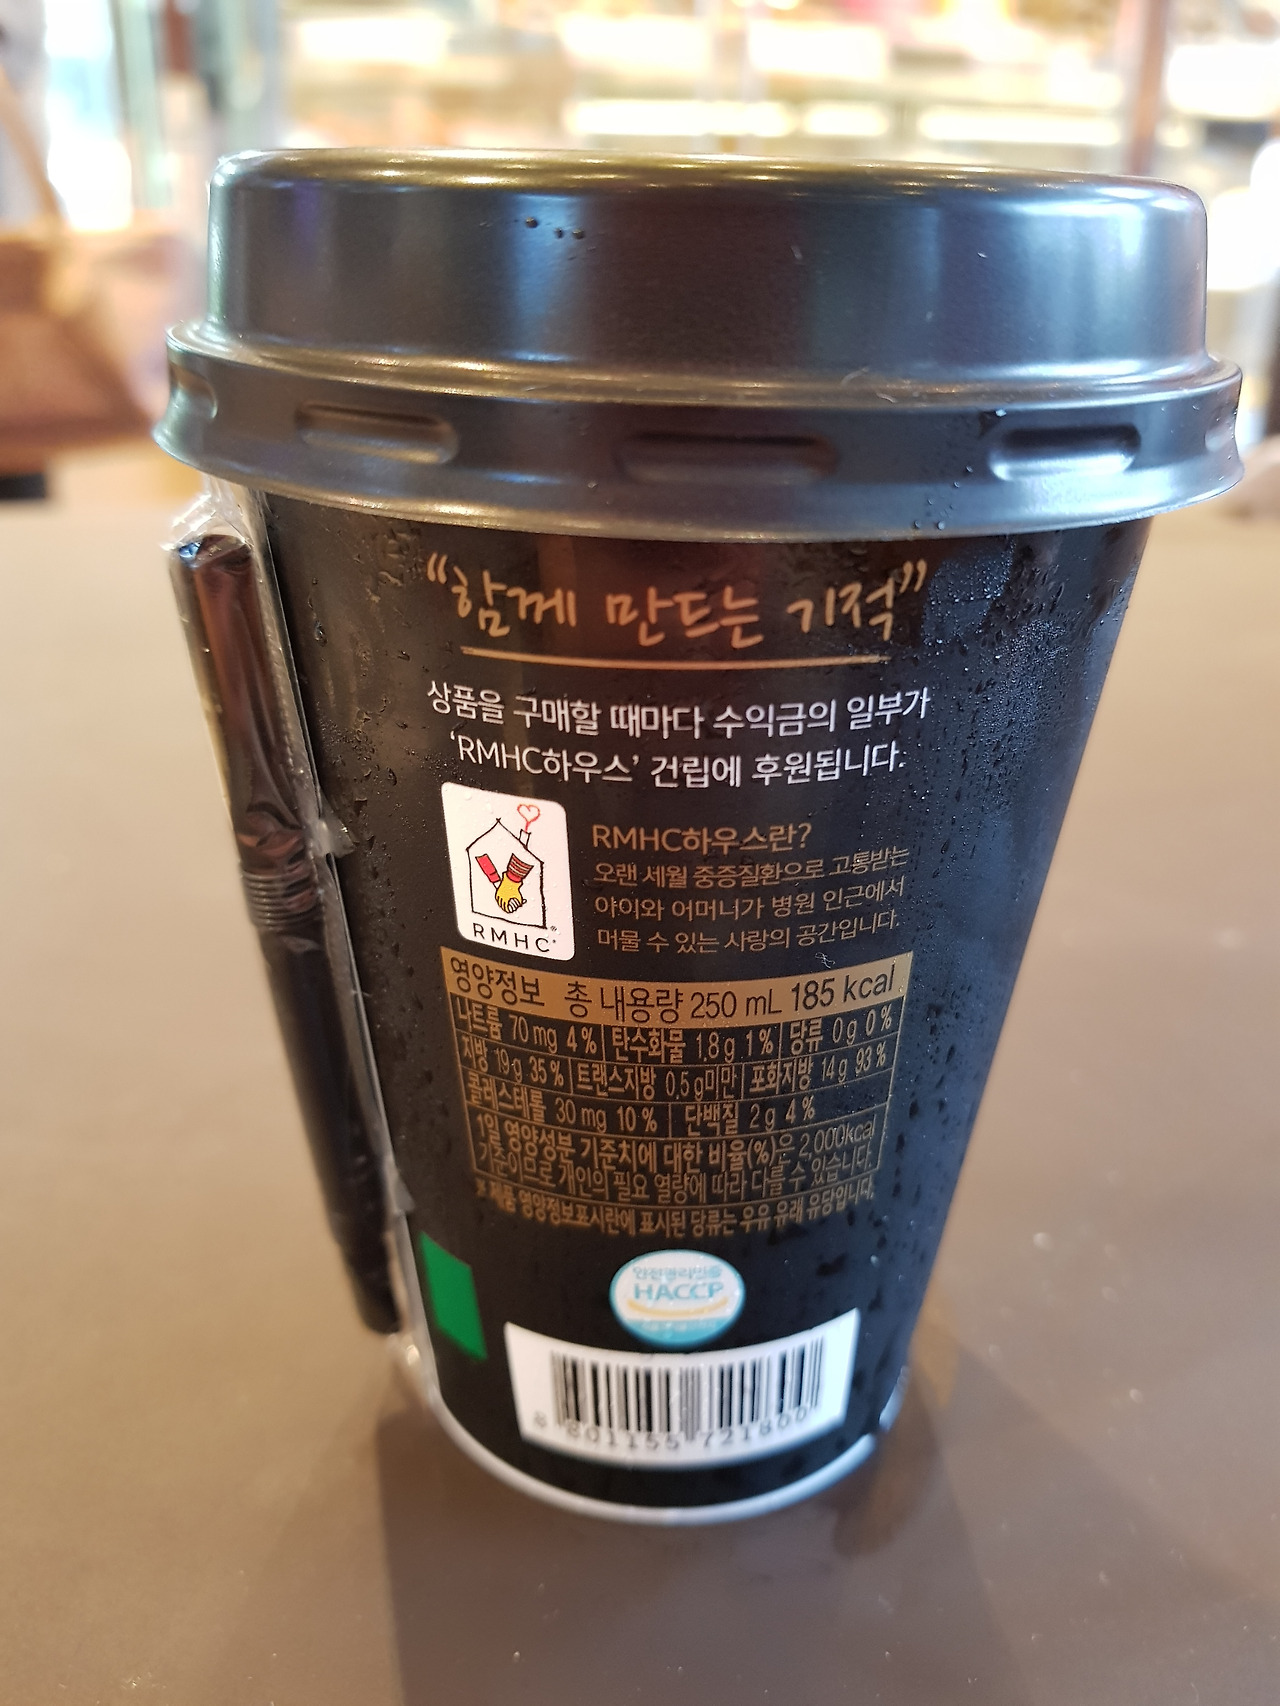 “함께 만드는 기적”
상품을 구매할 때마다 수익금의 일부가
‘RMHC하우스’ 건립에 후원됩니다.
RMHC하우스란?
오랜 세월 중증질환으로 고통받는
아이와 어머니가 병원 인근에서
머물 수 있는 사랑의 공간입니다.
RMHC
영양정보 총 내용량 250 mL 185 kcal
나트륨 70 mg 4 % 탄수화물 1.8 g 1 % 당류 0 g 0 %
지방 19 g 35 % 트랜스지방 0.5 g미만 포화지방 14 g 93 %
콜레스테롤 30 mg 10 % 단백질 2 g 4 %
1일 영양성분 기준치에 대한 비율(%)은 2,000kcal
기준이므로 개인의 필요 열량에 따라 다를 수 있습니다.
제품 영양정보표시란에 표시된 당류는 우유 유래 유당입니다.
안전관리인증
HACCP
8 801155 721800